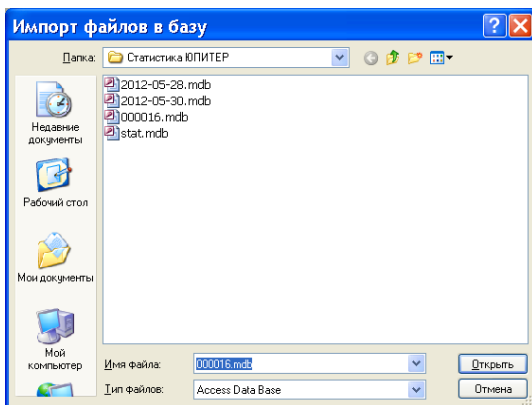 Импорт файлов в базу
Папка: Статистика ЮПИТЕР
2012-05-28.mdb
2012-05-30.mdb
000016.mdb
stat.mdb
Недавние
документы
Рабочий стол
Мои документы
Мой
компьютер
Имя файла: 000016.mdb Открыть
Тип файлов: Access Data Base Отмена